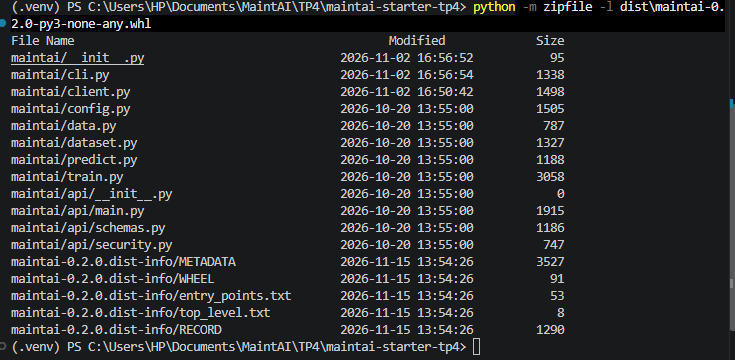 (.venv) PS C:\Users\HP\Documents\MaintAI\TP4\maintai-starter-tp4> python -m zipfile -l dist\maintai-0.
2.0-py3-none-any.whl
File Name                                             Modified             Size
maintai/__init__.py                            2026-11-02 16:56:52           95
maintai/cli.py                                 2026-11-02 16:56:54         1338
maintai/client.py                              2026-11-02 16:50:42         1498
maintai/config.py                              2026-10-20 13:55:00         1505
maintai/data.py                                2026-10-20 13:55:00          787
maintai/dataset.py                             2026-10-20 13:55:00         1327
maintai/predict.py                             2026-10-20 13:55:00         1188
maintai/train.py                               2026-10-20 13:55:00         3058
maintai/api/__init__.py                        2026-10-20 13:55:00            0
maintai/api/main.py                            2026-10-20 13:55:00         1915
maintai/api/schemas.py                         2026-10-20 13:55:00         1186
maintai/api/security.py                        2026-10-20 13:55:00          747
maintai-0.2.0.dist-info/METADATA               2026-11-15 13:54:26         3527
maintai-0.2.0.dist-info/WHEEL                  2026-11-15 13:54:26           91
maintai-0.2.0.dist-info/entry_points.txt       2026-11-15 13:54:26           53
maintai-0.2.0.dist-info/top_level.txt          2026-11-15 13:54:26            8
maintai-0.2.0.dist-info/RECORD                 2026-11-15 13:54:26         1290
(.venv) PS C:\Users\HP\Documents\MaintAI\TP4\maintai-starter-tp4>